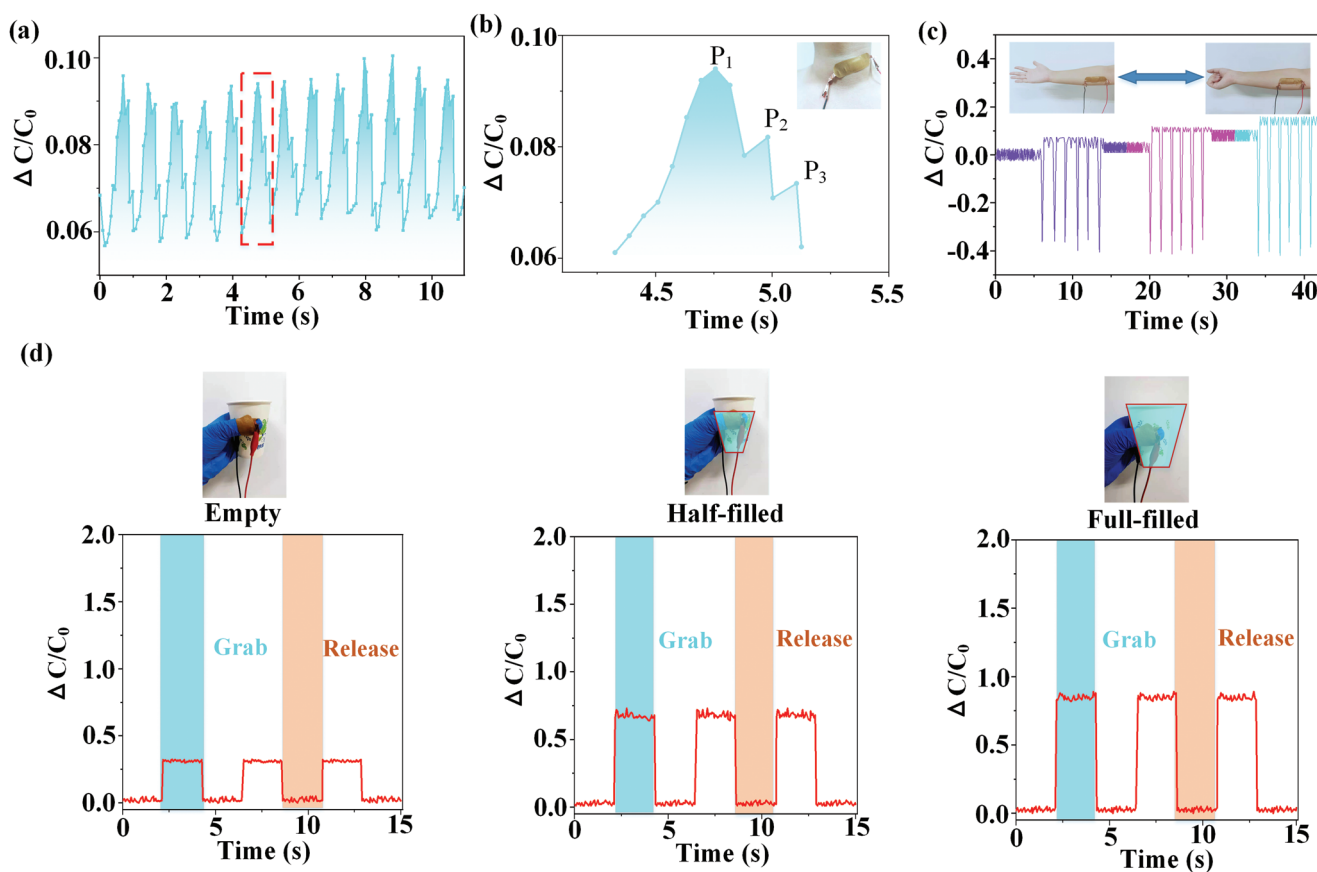 (a)
0.10
0.08
0.06
ΔC/C0
0 2 4 6 8 10
Time (s)
(b)
0.10
0.08
0.06
P1
P2
P3
4.5 5.0 5.5
Time (s)
(c)
0.4
0.2
0.0
-0.2
-0.4
ΔC/C0
0 10 20 30 40
Time (s)
(d)
Empty
2.0
1.5
1.0
0.5
0.0
ΔC/C0
Grab
Release
0 5 10 15
Time (s)
Half-filled
2.0
1.5
1.0
0.5
0.0
ΔC/C0
Grab
Release
0 5 10 15
Time (s)
Full-filled
2.0
1.5
1.0
0.5
0.0
ΔC/C0
Grab
Release
0 5 10 15
Time (s)